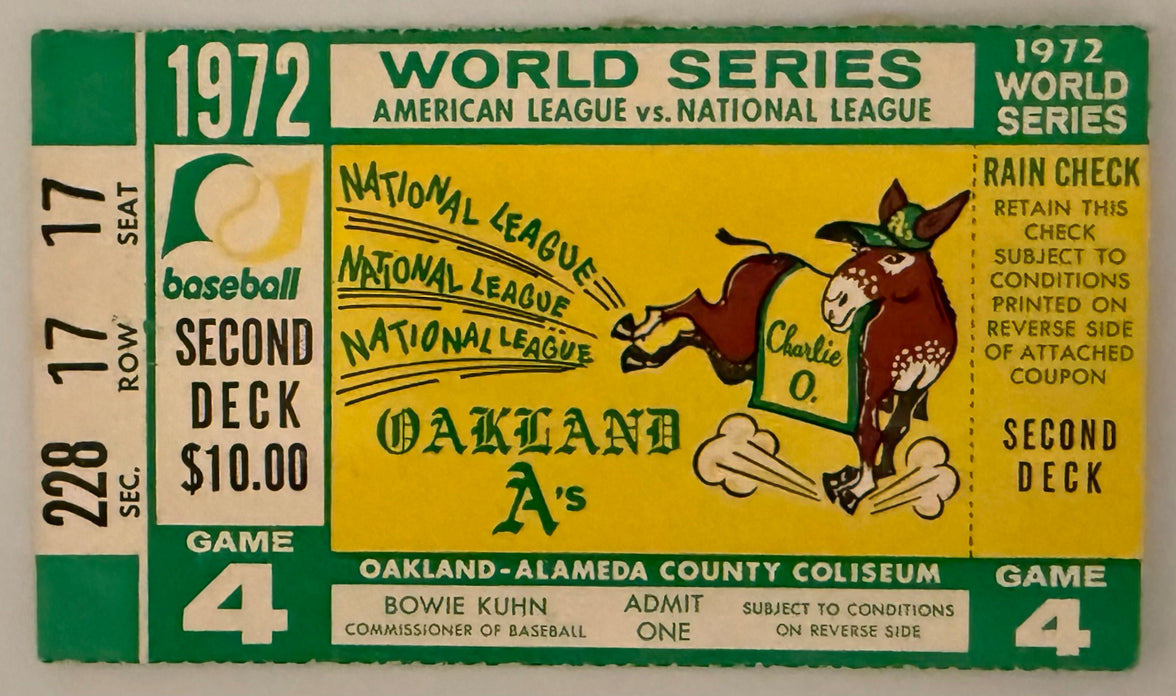 17 SEAT
17 ROW
228 SEC.
1972
baseball
SECOND
DECK
$10.00
GAME
4
WORLD SERIES
AMERICAN LEAGUE vs. NATIONAL LEAGUE
NATIONAL LEAGUE
NATIONAL LEAGUE
NATIONAL LEAGUE
Charlie
O.
OAKLAND
A's
OAKLAND-ALAMEDA COUNTY COLISEUM
BOWIE KUHN
COMMISSIONER OF BASEBALL
ADMIT
ONE
SUBJECT TO CONDITIONS
ON REVERSE SIDE
1972
WORLD
SERIES
RAIN CHECK
RETAIN THIS
CHECK
SUBJECT TO
CONDITIONS
PRINTED ON
REVERSE SIDE
OF ATTACHED
COUPON
SECOND
DECK
GAME
4